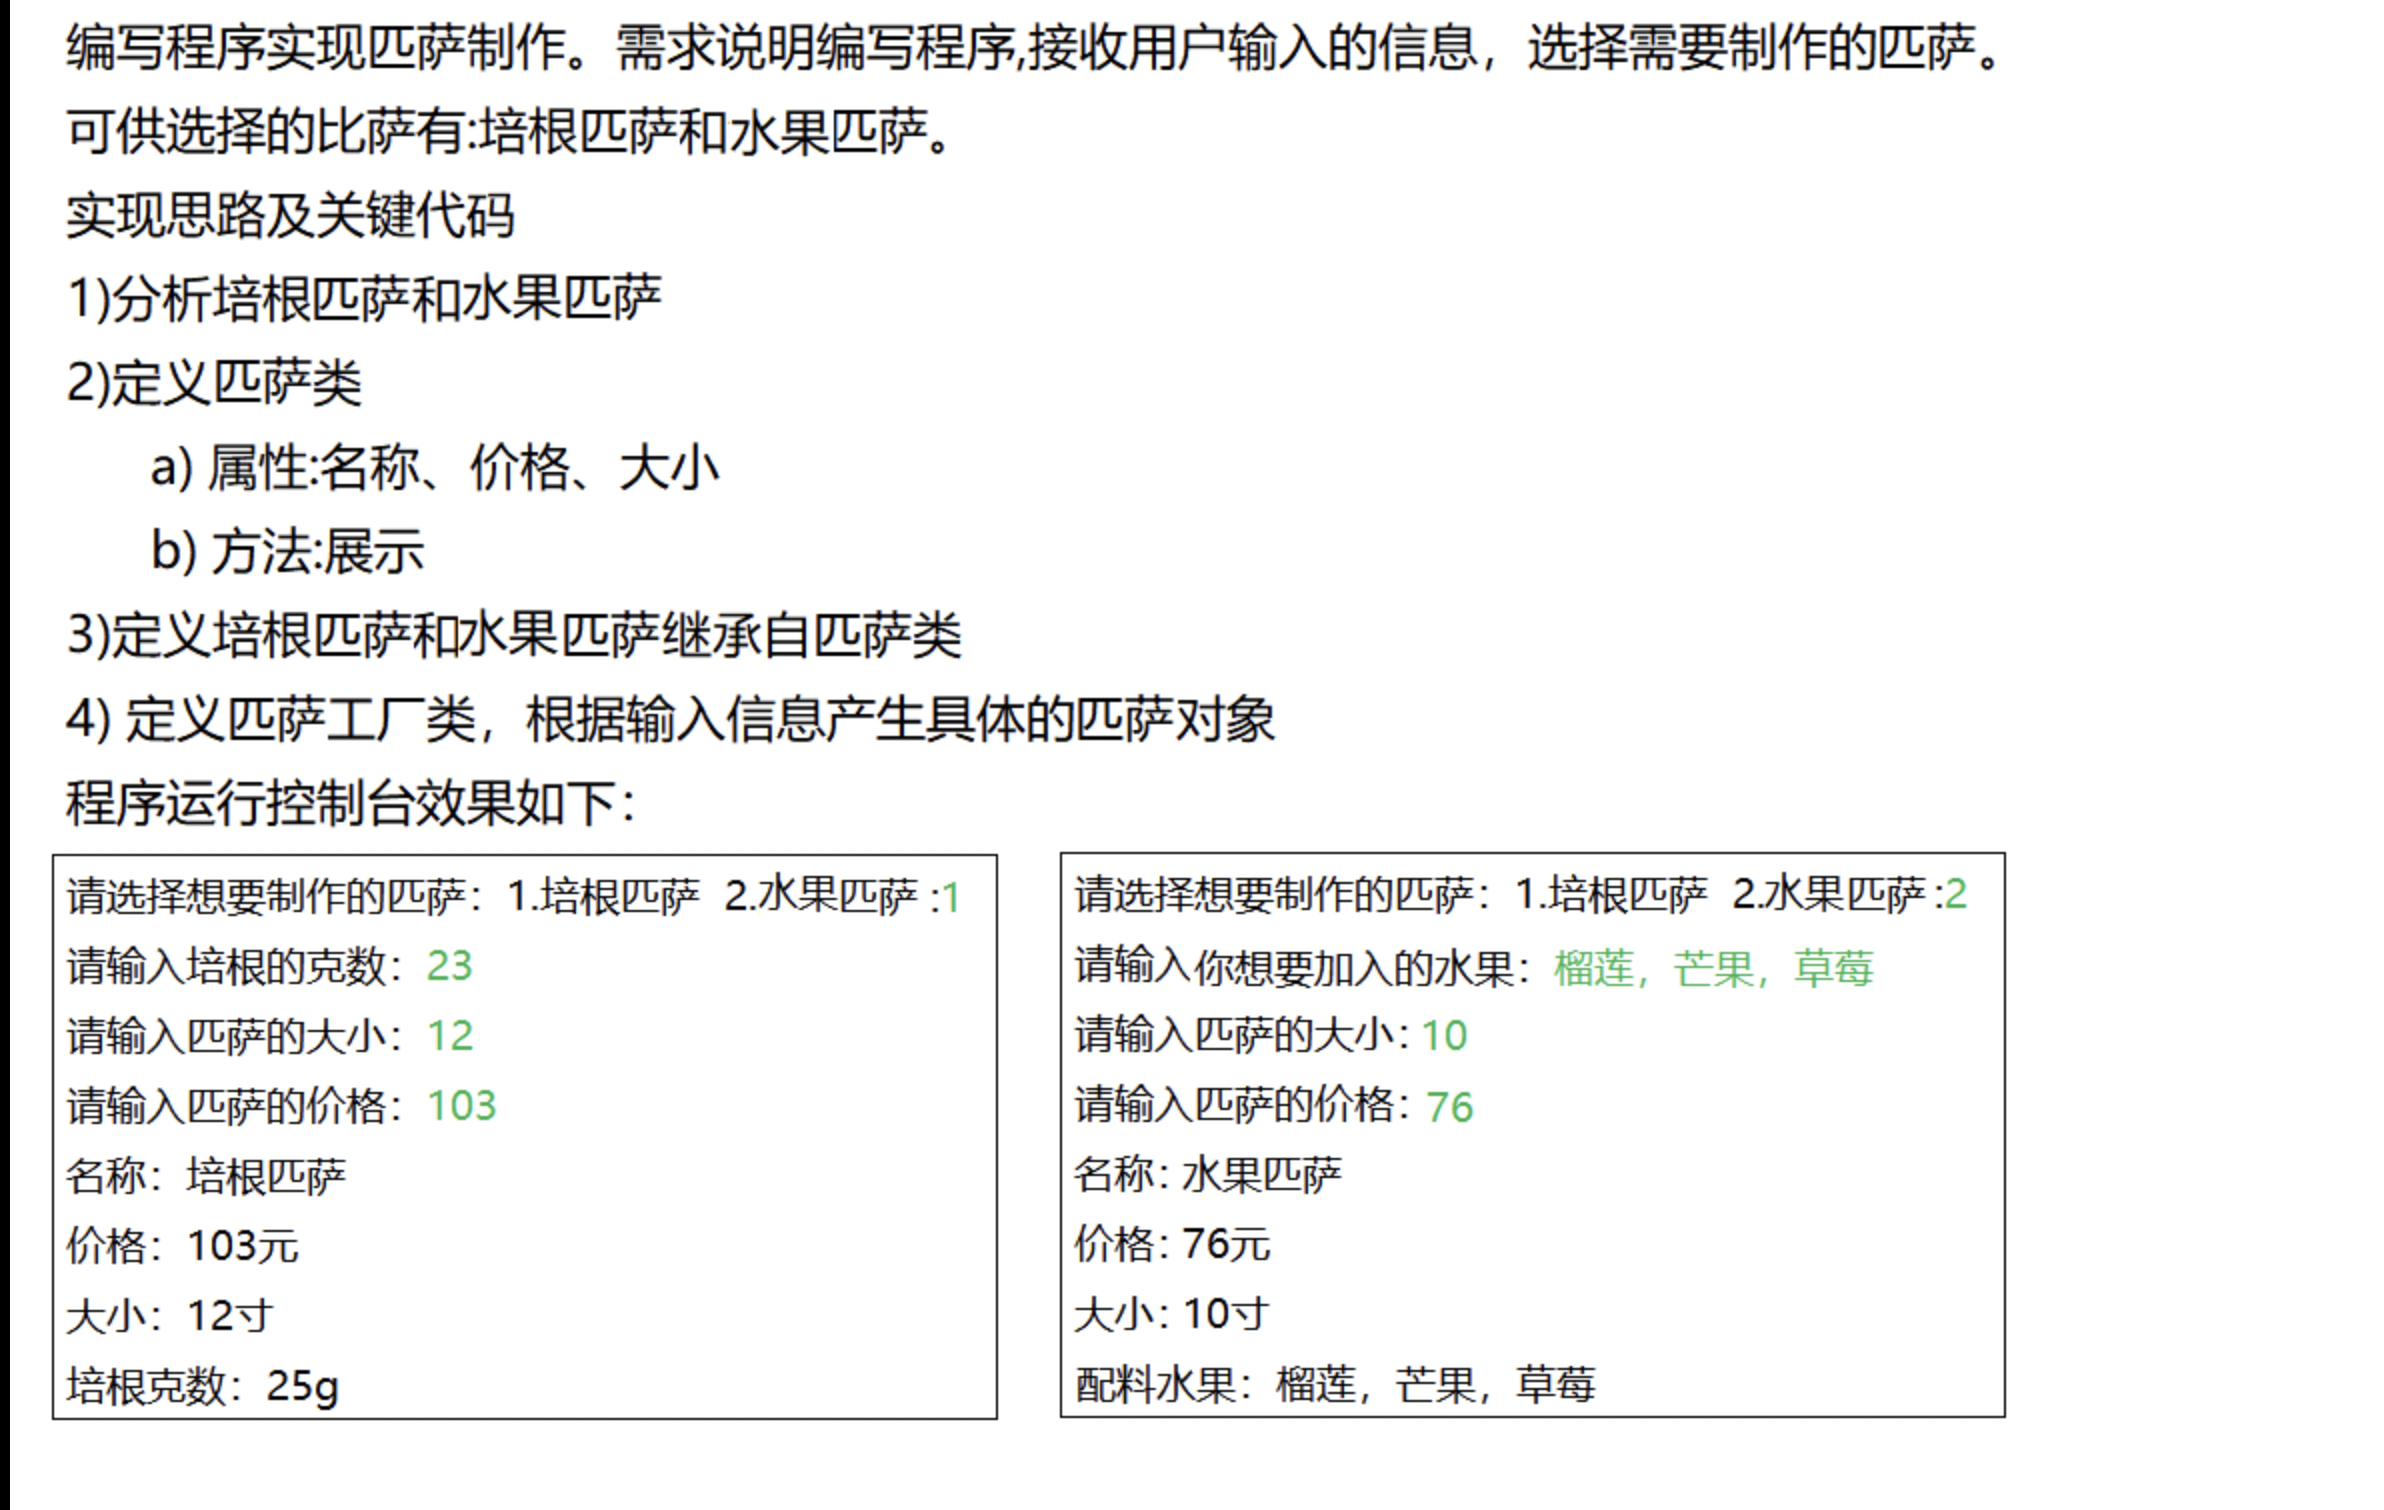 编写程序实现匹萨制作。需求说明编写程序,接收用户输入的信息，选择需要制作的匹萨。
可供选择的比萨有:培根匹萨和水果匹萨。
实现思路及关键代码
1)分析培根匹萨和水果匹萨
2)定义匹萨类
a) 属性:名称、价格、大小
b) 方法:展示
3)定义培根匹萨和水果匹萨继承自匹萨类
4) 定义匹萨工厂类，根据输入信息产生具体的匹萨对象
程序运行控制台效果如下：
请选择想要制作的匹萨：1.培根匹萨 2.水果匹萨 :1
请输入培根的克数：23
请输入匹萨的大小：12
请输入匹萨的价格：103
名称：培根匹萨
价格：103元
大小：12寸
培根克数：25g
请选择想要制作的匹萨：1.培根匹萨 2.水果匹萨 :2
请输入你想要加入的水果：榴莲，芒果，草莓
请输入匹萨的大小：10
请输入匹萨的价格：76
名称：水果匹萨
价格：76元
大小：10寸
配料水果：榴莲，芒果，草莓